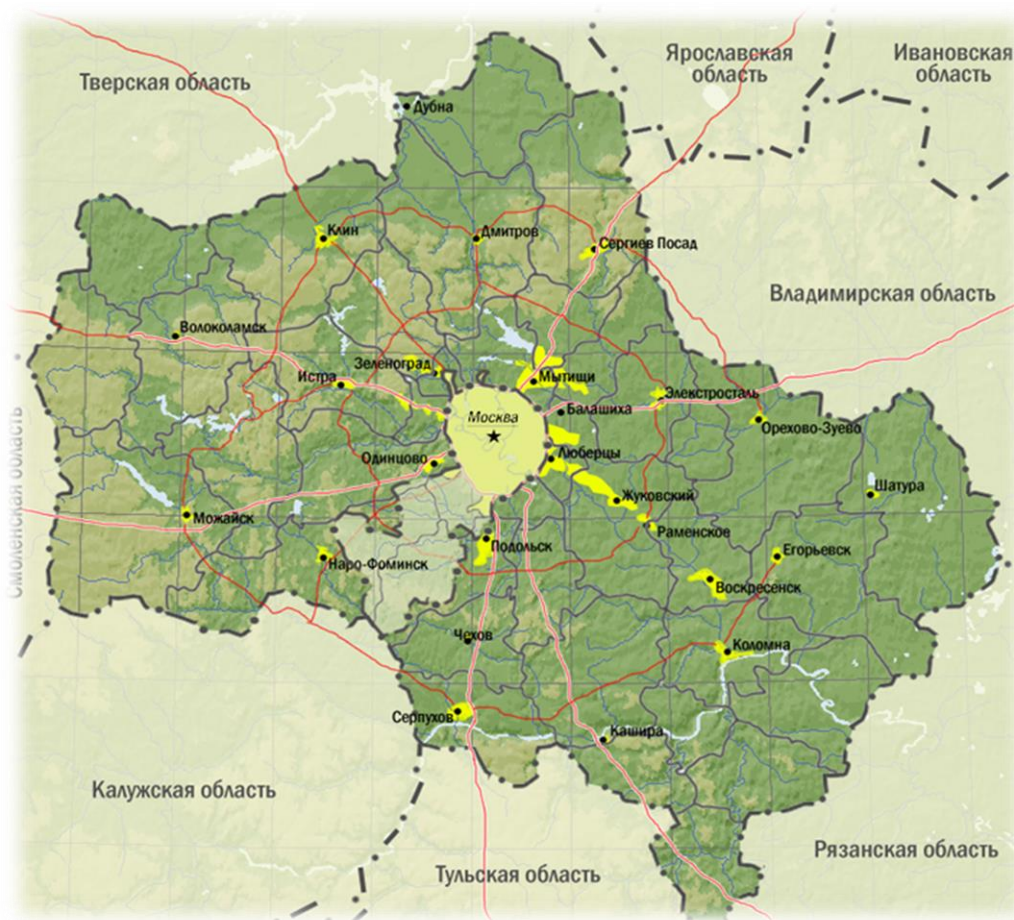 Ярославская
область
Ивановская
область
Тверская область
Дубна
Клин
Дмитров
Сергиев Посад
Владимирская область
Волоколамск
Зеленоград
Истра
Мытищи
Элекстросталь
Балашиха
Москва
Орехово-Зуево
Смоленская область
Одинцово
Люберцы
Шатура
Жуковский
Можайск
Раменское
Подольск
Егорьевск
Наро-Фоминск
Воскресенск
Чехов
Коломна
Серпухов
Кашира
Калужская область
Тульская область
Рязанская область